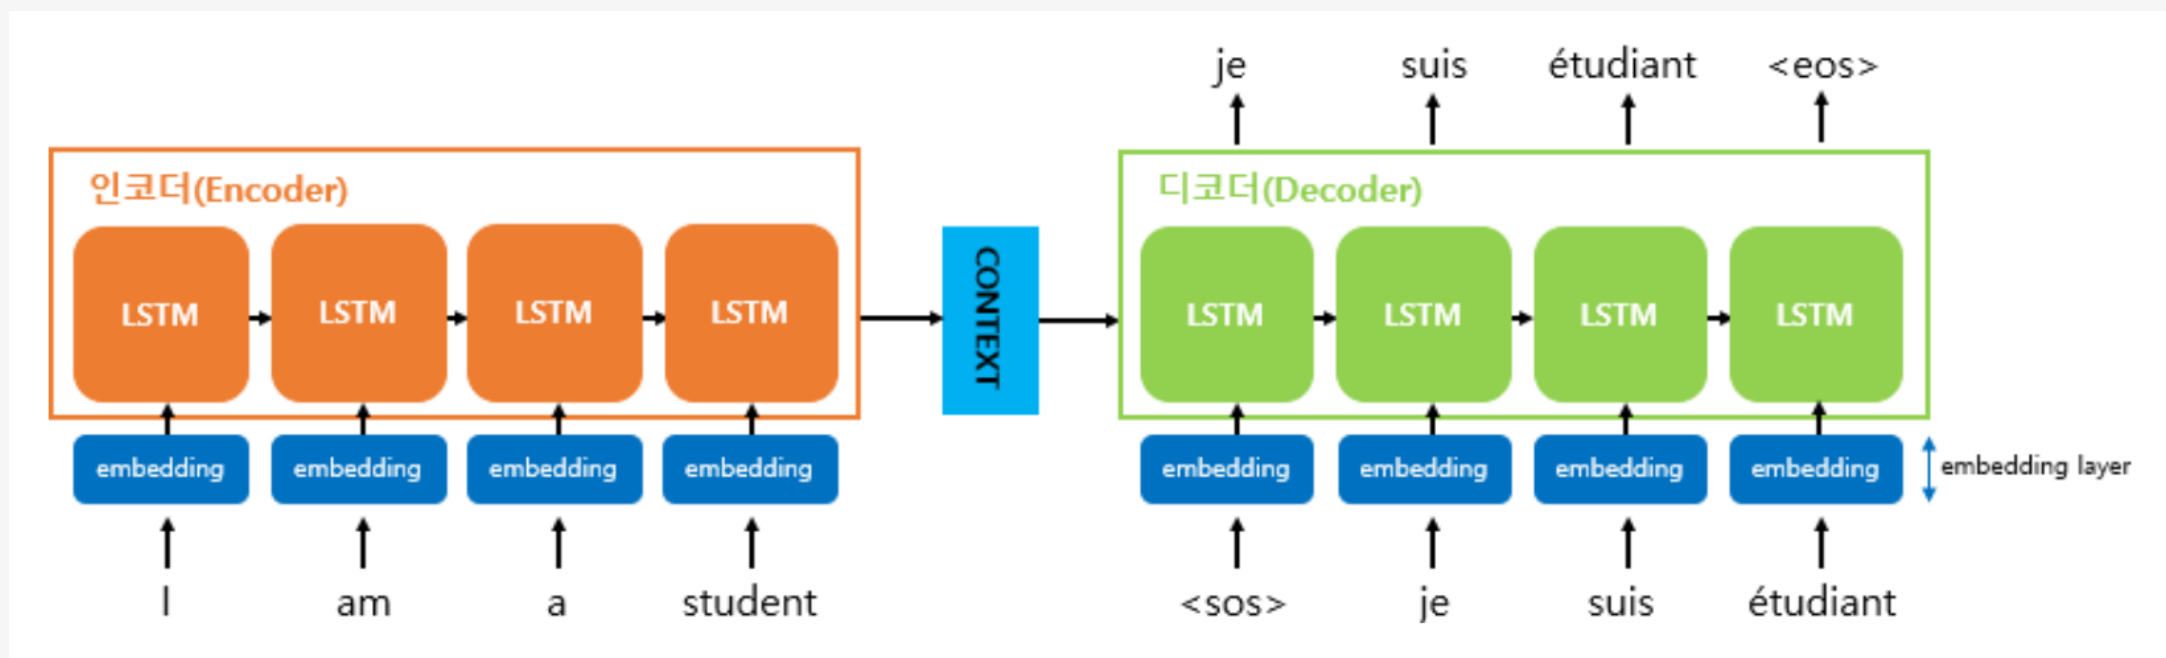 je suis étudiant <eos>
인코더(Encoder)
디코더(Decoder)
LSTM LSTM LSTM LSTM
CONTEXT
LSTM LSTM LSTM LSTM
embedding embedding embedding embedding
embedding embedding embedding embedding
embedding layer
I am a student
<sos> je suis étudiant